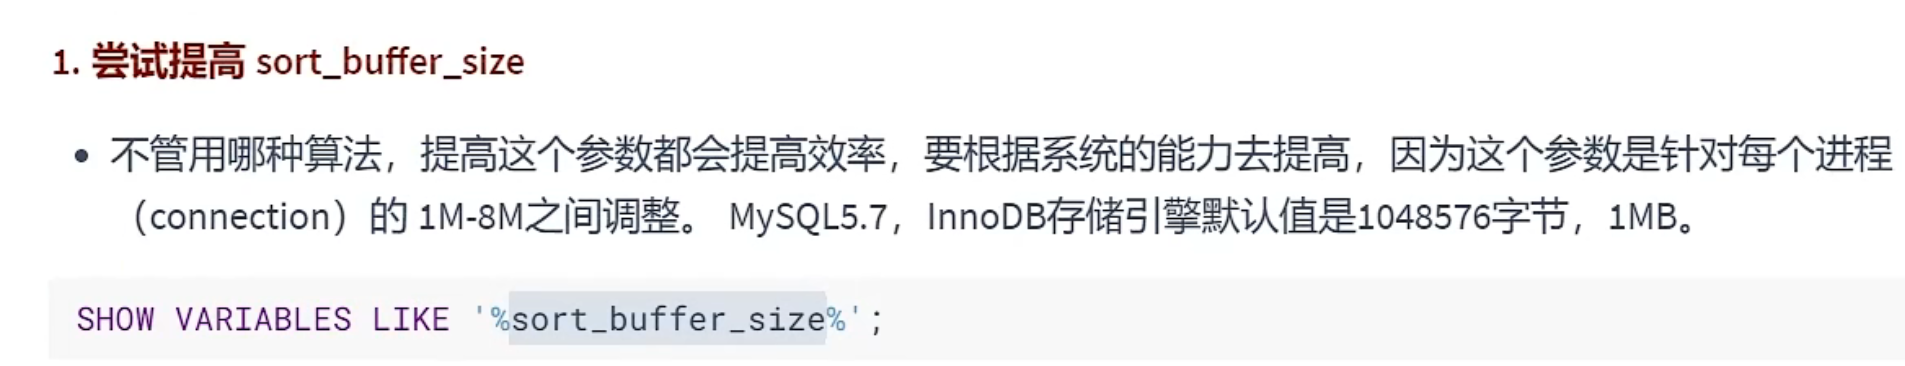 1. 尝试提高 sort_buffer_size
• 不管用哪种算法，提高这个参数都会提高效率，要根据系统的能力去提高，因为这个参数是针对每个进程
（connection）的 1M-8M之间调整。 MySQL5.7，InnoDB存储引擎默认值是1048576字节，1MB。
SHOW VARIABLES LIKE '%sort_buffer_size%';